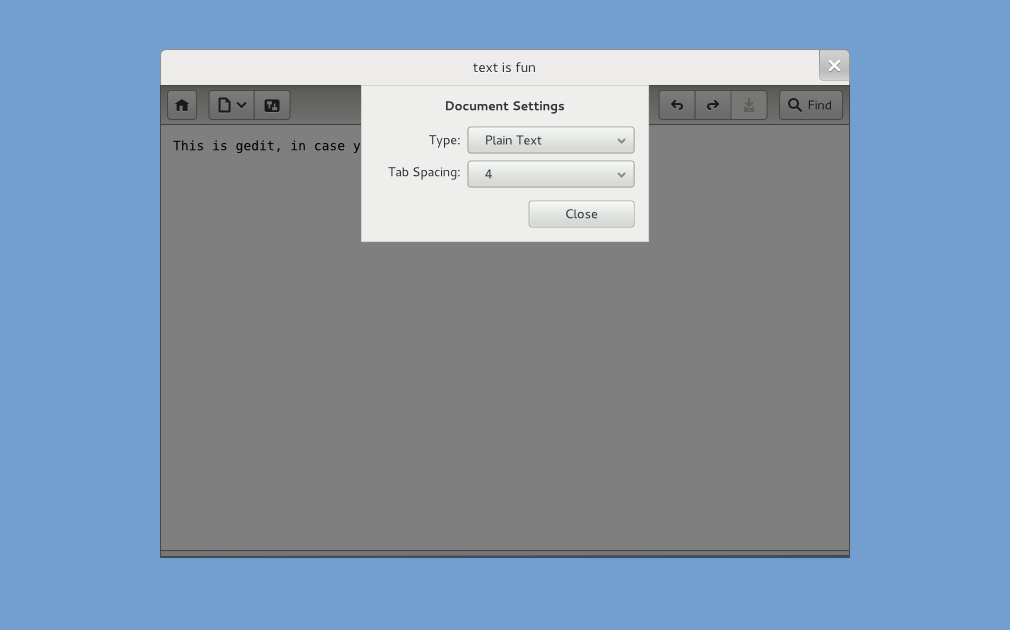 text is fun
Document Settings
Find
Type: Plain Text
This is gedit, in case y
Tab Spacing: 4
Close